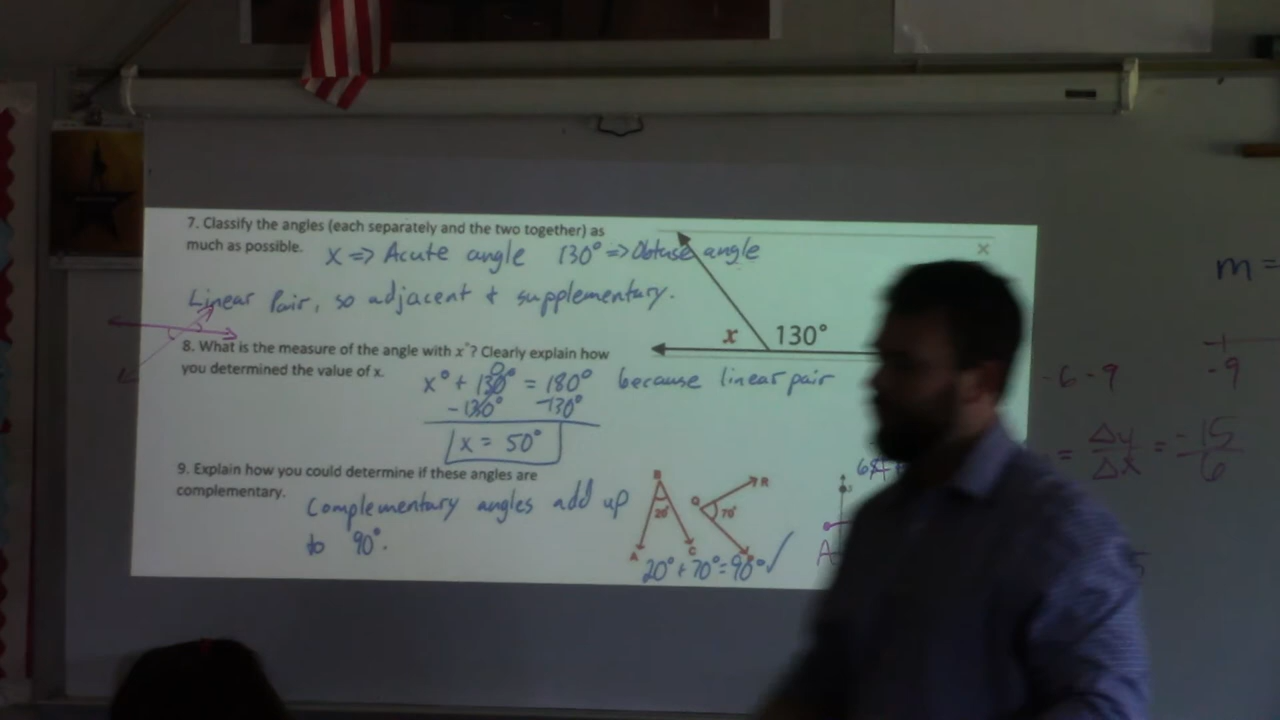 7. Classify the angles (each separately and the two together) as
much as possible. x => Acute angle 130° => Obtuse angle
Linear Pair, so adjacent + supplementary.
x 130°
8. What is the measure of the angle with x°? Clearly explain how
you determined the value of x.
x° + 130° = 180° because linear pair
-130° -130°
x = 50°
9. Explain how you could determine if these angles are
complementary.
Complementary angles add up
to 90°.
B
20°
A C
Q R
70°
20° + 70° = 90° ✓
A
m =
-9
-6 - 9
= Δy/Δx = -15/6